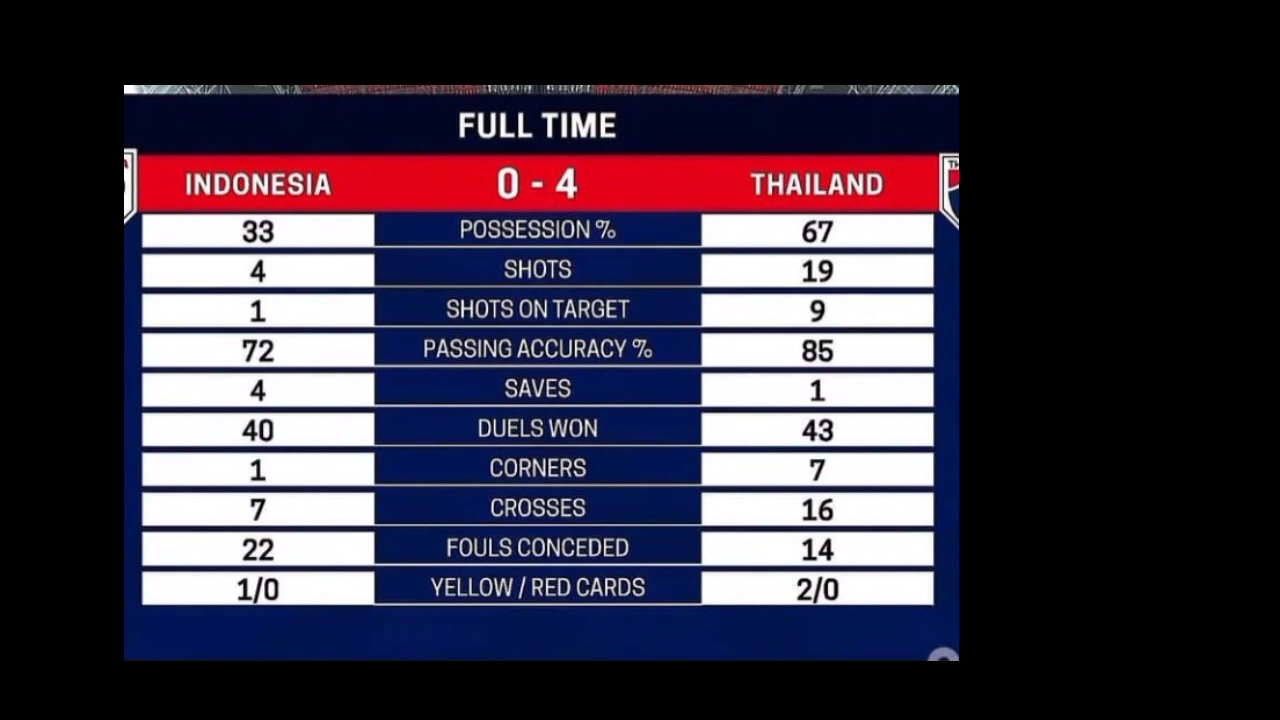 FULL TIME
INDONESIA 0 - 4 THAILAND
33 POSSESSION % 67
4 SHOTS 19
1 SHOTS ON TARGET 9
72 PASSING ACCURACY % 85
4 SAVES 1
40 DUELS WON 43
1 CORNERS 7
7 CROSSES 16
22 FOULS CONCEDED 14
1/0 YELLOW / RED CARDS 2/0